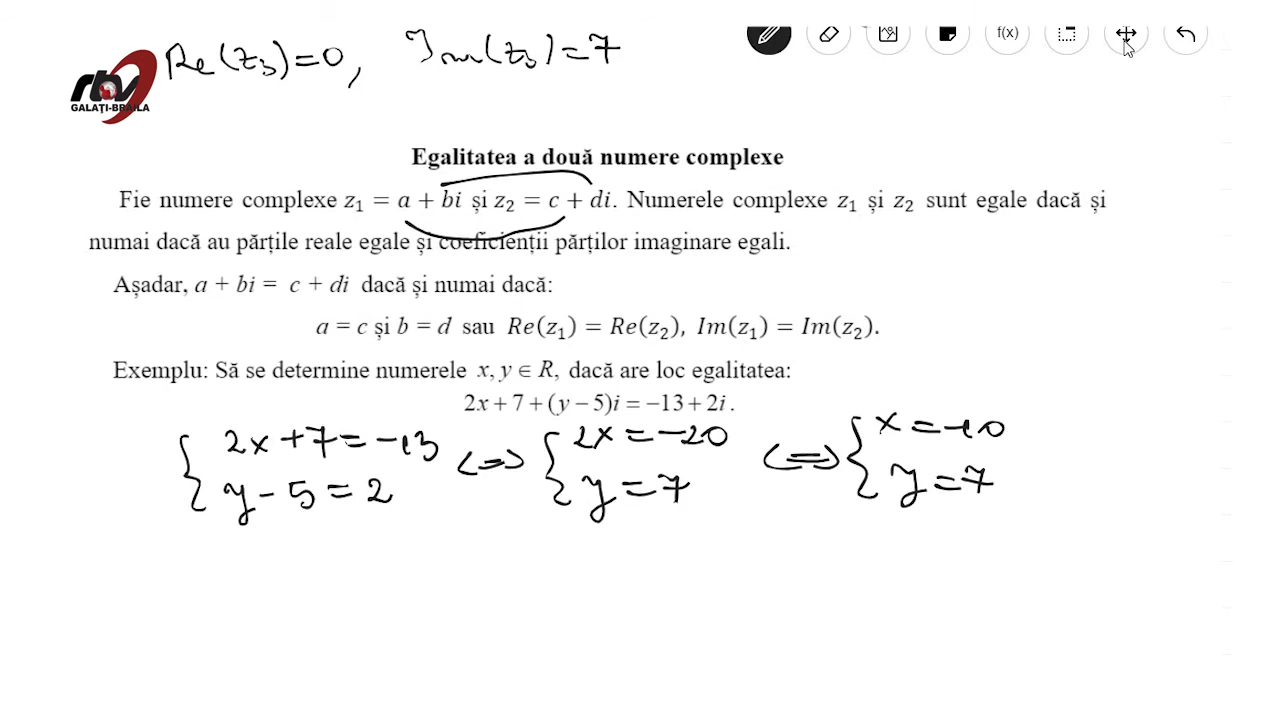 Re(z₃)=0, Im(z₃)=7
f(x)
rtv
GALAȚI-BRAILA
Egalitatea a două numere complexe
Fie numere complexe z₁ = a + bi și z₂ = c + di. Numerele complexe z₁ și z₂ sunt egale dacă și
numai dacă au părțile reale egale și coeficienții părților imaginare egali.
Așadar, a + bi = c + di dacă și numai dacă:
a = c și b = d sau Re(z₁) = Re(z₂), Im(z₁) = Im(z₂).
Exemplu: Să se determine numerele x, y ∈ R, dacă are loc egalitatea:
2x + 7 + (y − 5)i = −13 + 2i.
{ 2x+7=-13 <=> { 2x=-20 <=> { x=-10
{ y-5=2 { y=7 { y=7